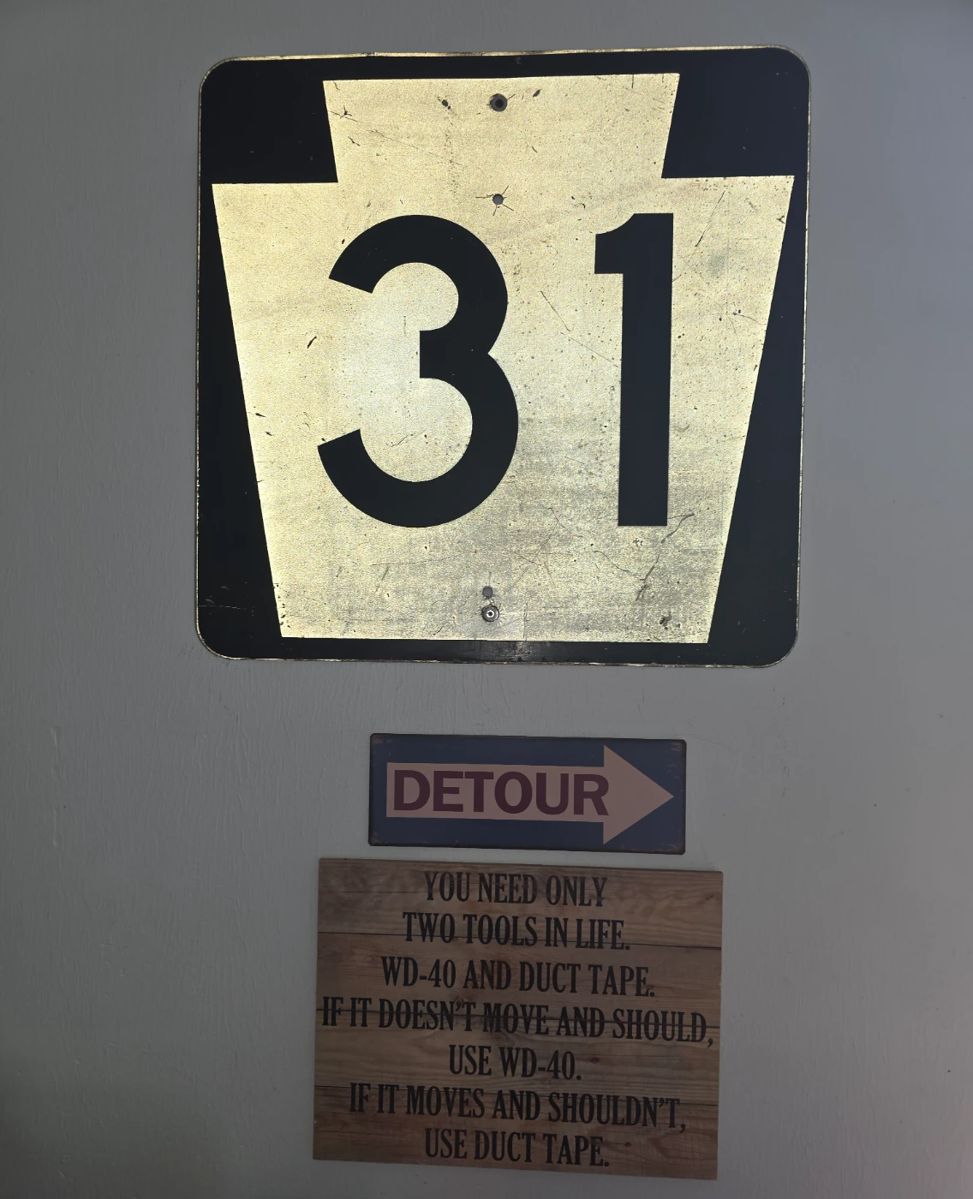 31
DETOUR
YOU NEED ONLY
TWO TOOLS IN LIFE.
WD-40 AND DUCT TAPE.
IF IT DOESN'T MOVE AND SHOULD,
USE WD-40.
IF IT MOVES AND SHOULDN'T,
USE DUCT TAPE.